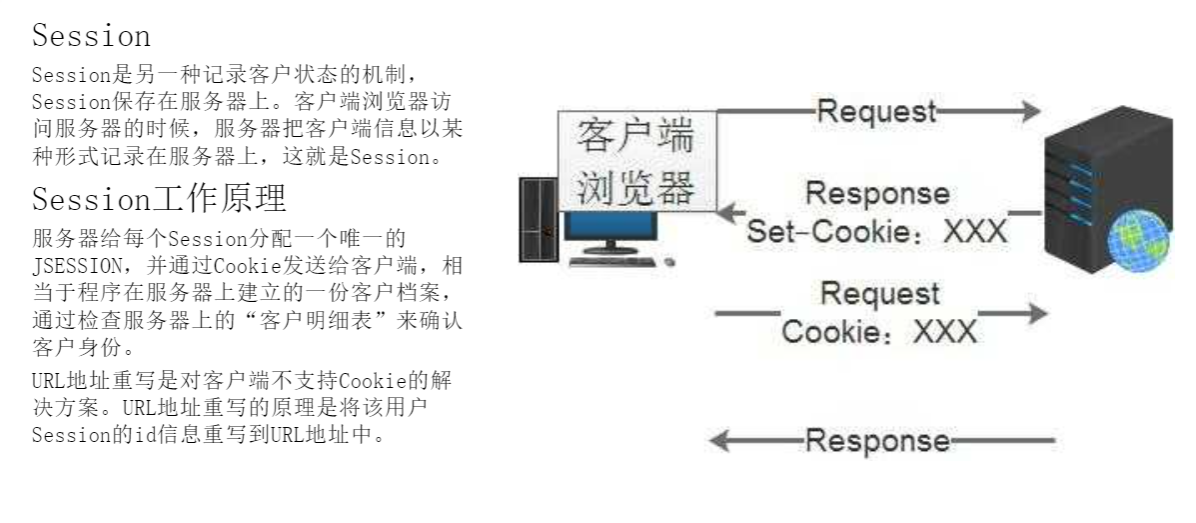 Session
Session是另一种记录客户状态的机制，
Session保存在服务器上。客户端浏览器访
问服务器的时候，服务器把客户端信息以某
种形式记录在服务器上，这就是Session。
Session工作原理
服务器给每个Session分配一个唯一的
JSESSION，并通过Cookie发送给客户端，相
当于程序在服务器上建立的一份客户档案，
通过检查服务器上的“客户明细表”来确认
客户身份。
URL地址重写是对客户端不支持Cookie的解
决方案。URL地址重写的原理是将该用户
Session的id信息重写到URL地址中。
客户端
浏览器
Request
Response
Set-Cookie：XXX
Request
Cookie：XXX
Response